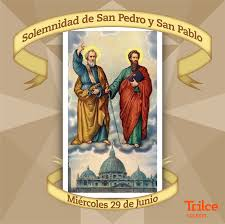 Solemnidad de San Pedro y San Pablo
Miércoles 29 de Junio
Trilce